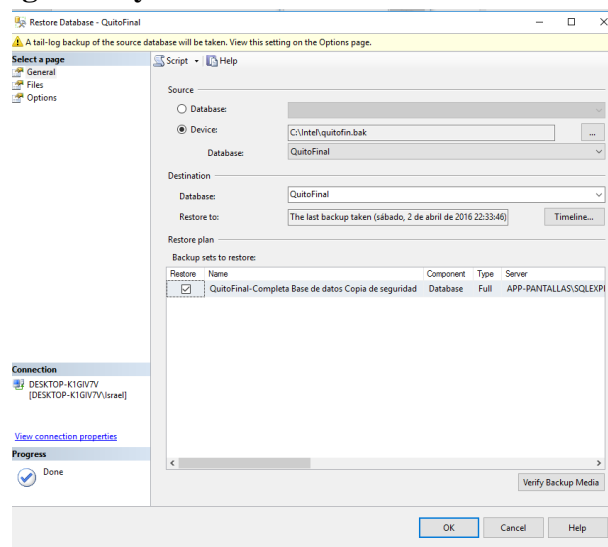 Restore Database - QuitoFinal
A tail-log backup of the source database will be taken. View this setting on the Options page.
Select a page
General
Files
Options
Script
Help
Source
Database:
Device:
C:\Intel\quitofin.bak
...
Database:
QuitoFinal
Destination
Database:
QuitoFinal
Restore to:
The last backup taken (sábado, 2 de abril de 2016 22:33:46)
Timeline...
Restore plan
Backup sets to restore:
Restore Name Component Type Server
QuitoFinal-Completa Base de datos Copia de seguridad Database Full APP-PANTALLAS\SQLEXP
Connection
DESKTOP-K1GIV7V
[DESKTOP-K1GIV7V\Israel]
View connection properties
Progress
Done
Verify Backup Media
OK Cancel Help